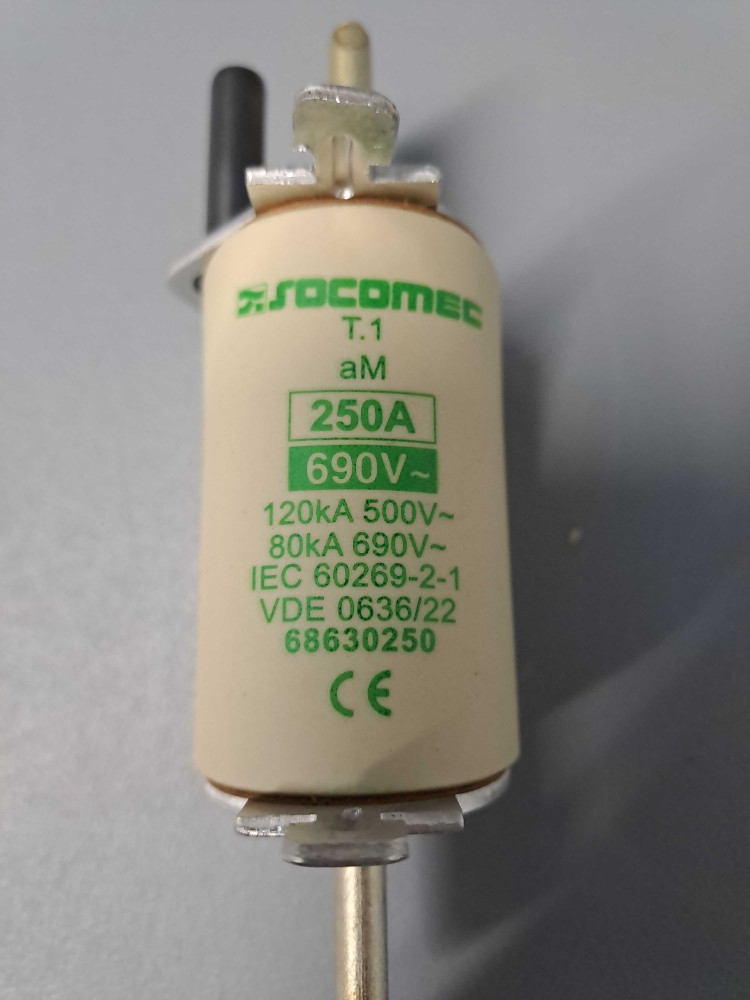 SOCOMEC
T.1
aM
250A
690V~
120kA 500V~
80kA 690V~
IEC 60269-2-1
VDE 0636/22
68630250
CE